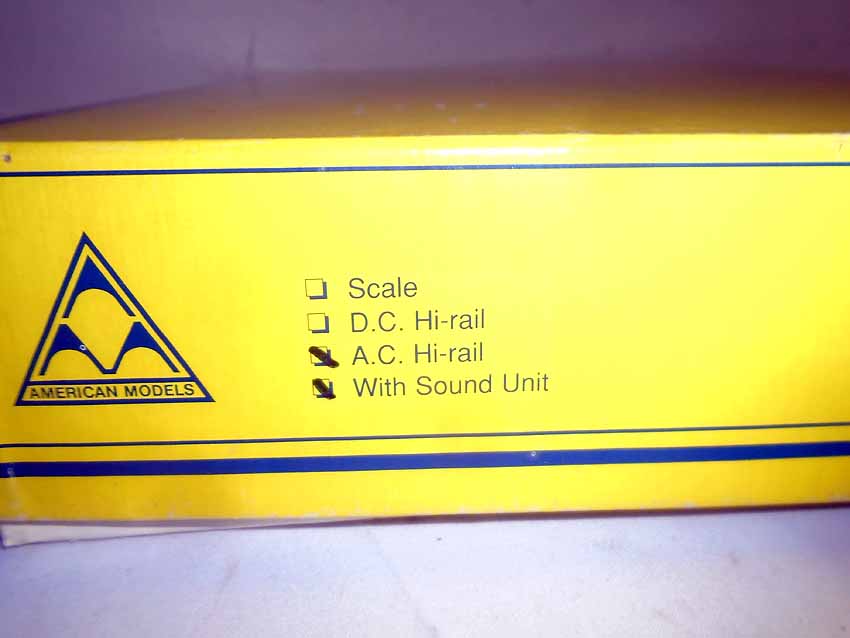 Scale
D.C. Hi-rail
A.C. Hi-rail
With Sound Unit
AMERICAN MODELS